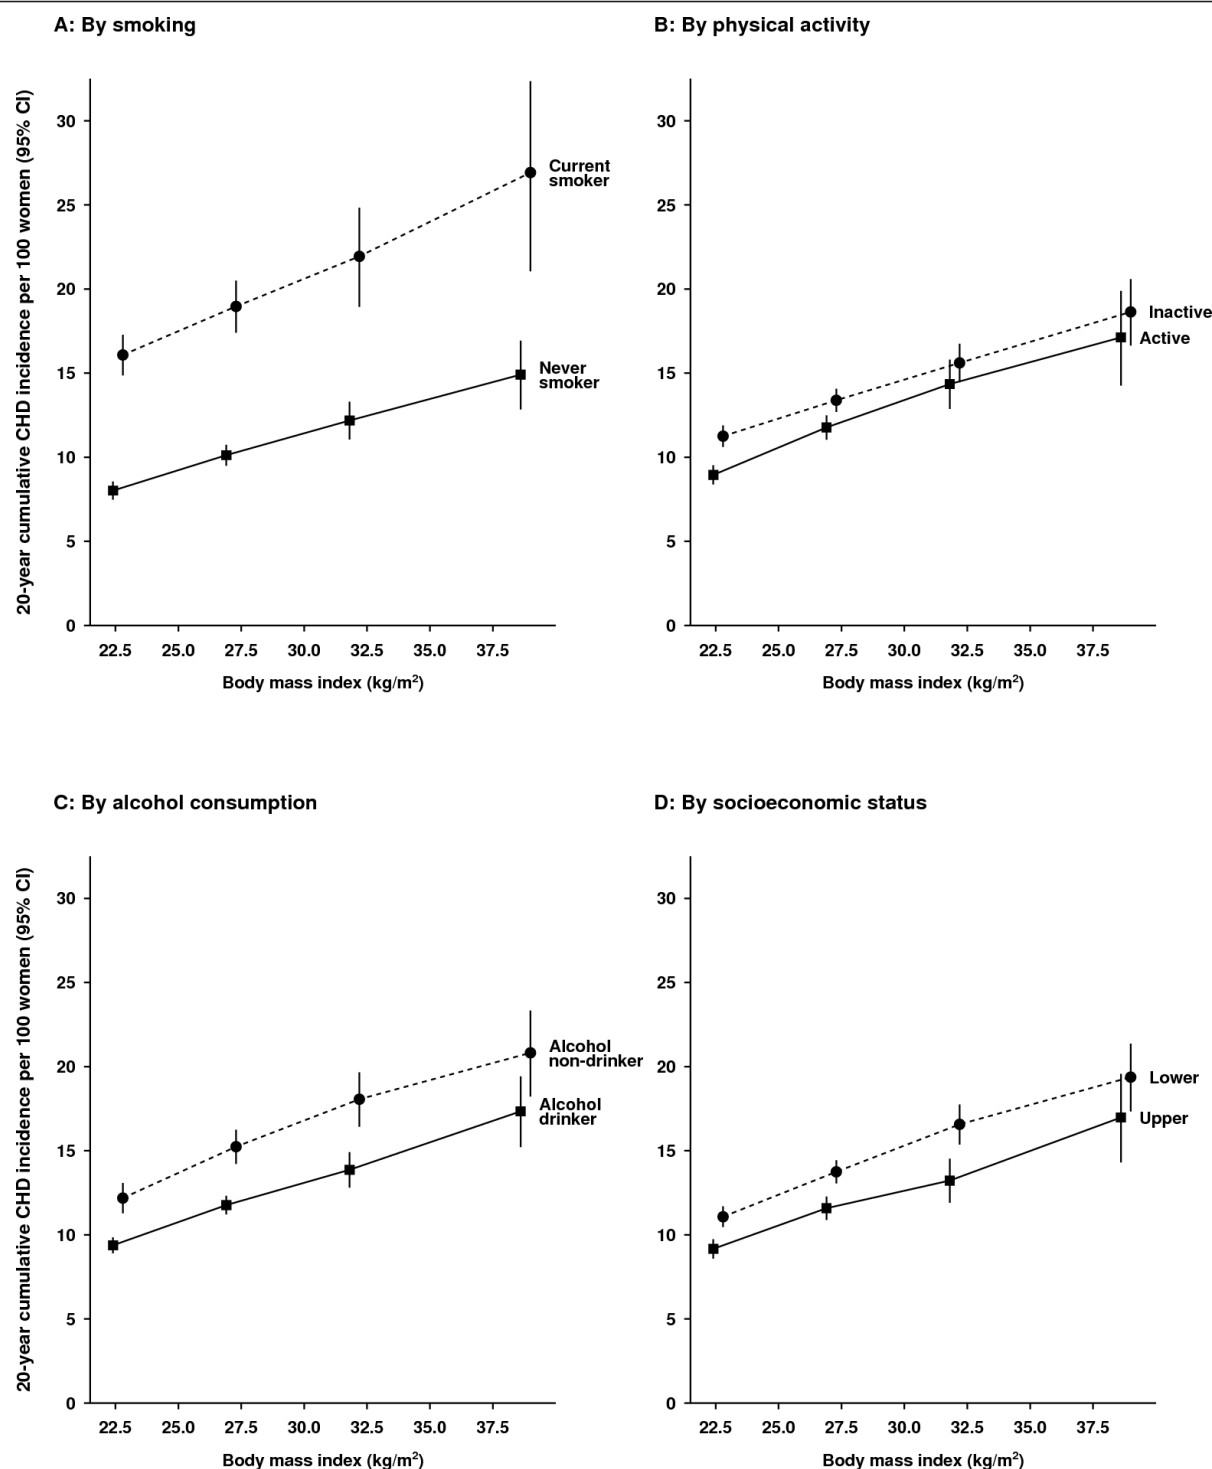 A: By smoking
20-year cumulative CHD incidence per 100 women (95% CI)
30
25
20
15
10
5
0
Current
smoker
Never
smoker
22.5 25.0 27.5 30.0 32.5 35.0 37.5
Body mass index (kg/m²)
B: By physical activity
30
25
20
15
10
5
0
Inactive
Active
22.5 25.0 27.5 30.0 32.5 35.0 37.5
Body mass index (kg/m²)
C: By alcohol consumption
20-year cumulative CHD incidence per 100 women (95% CI)
30
25
20
15
10
5
0
Alcohol
non-drinker
Alcohol
drinker
22.5 25.0 27.5 30.0 32.5 35.0 37.5
Body mass index (kg/m²)
D: By socioeconomic status
30
25
20
15
10
5
0
Lower
Upper
22.5 25.0 27.5 30.0 32.5 35.0 37.5
Body mass index (kg/m²)